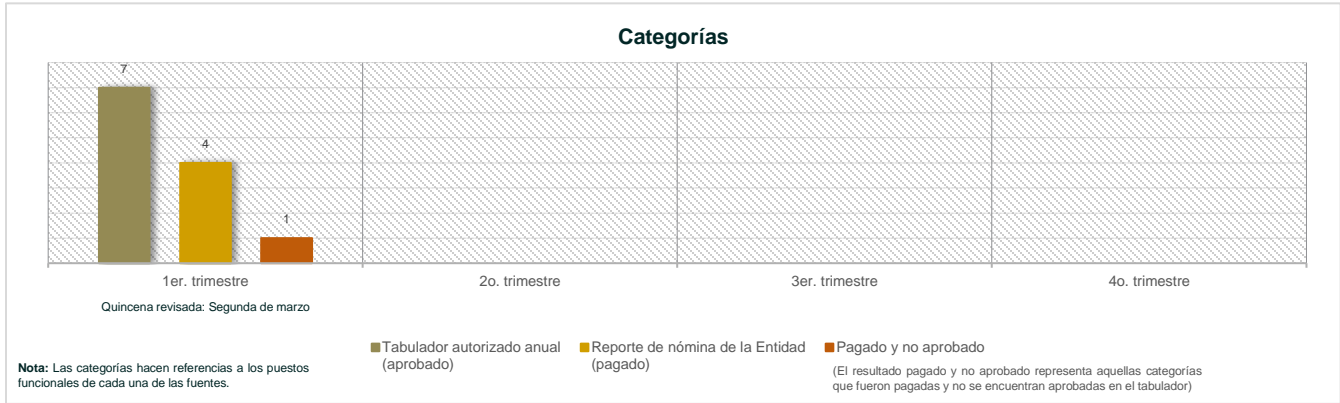 Categorías
7
4
1
1er. trimestre
2o. trimestre
3er. trimestre
4o. trimestre
Quincena revisada: Segunda de marzo
Tabulador autorizado anual
(aprobado)
Reporte de nómina de la Entidad
(pagado)
Pagado y no aprobado
(El resultado pagado y no aprobado representa aquellas categorías
que fueron pagadas y no se encuentran aprobadas en el tabulador)
Nota: Las categorías hacen referencias a los puestos
funcionales de cada una de las fuentes.